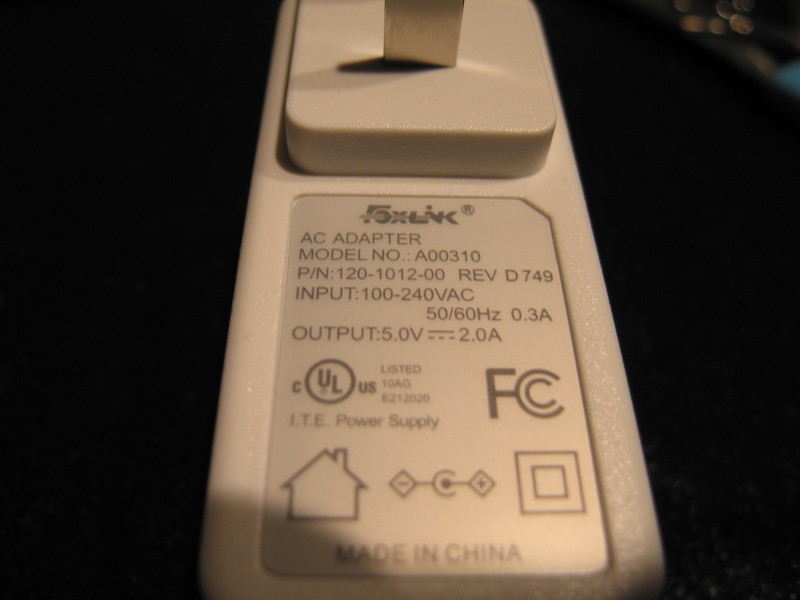 FOXLINK®
AC ADAPTER
MODEL NO.: A00310
P/N:120-1012-00 REV D 749
INPUT:100-240VAC
50/60Hz 0.3A
OUTPUT:5.0V 2.0A
C UL US LISTED
10AG
E212020
FC
I.T.E. Power Supply
MADE IN CHINA